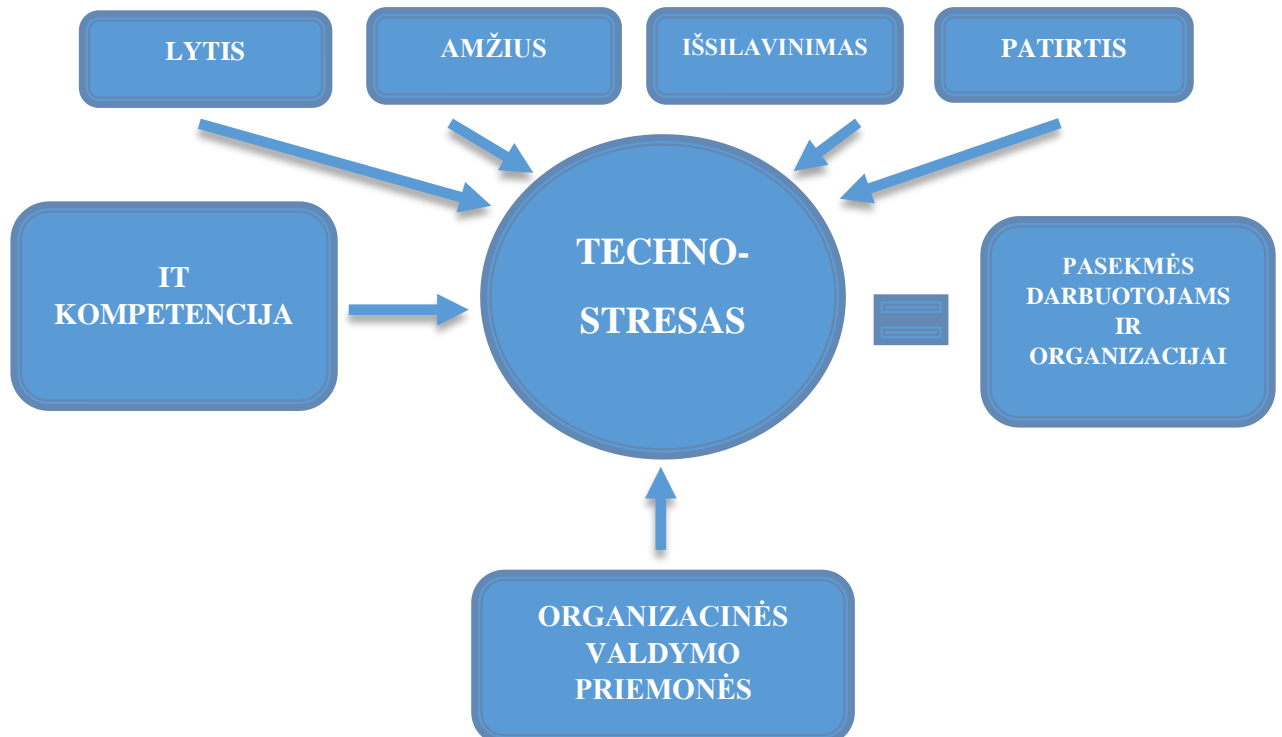 LYTIS
AMŽIUS
IŠSILAVINIMAS
PATIRTIS
IT
KOMPETENCIJA
TECHNO-
STRESAS
PASEKMĖS
DARBUOTOJAMS
IR
ORGANIZACIJAI
ORGANIZACINĖS
VALDYMO
PRIEMONĖS